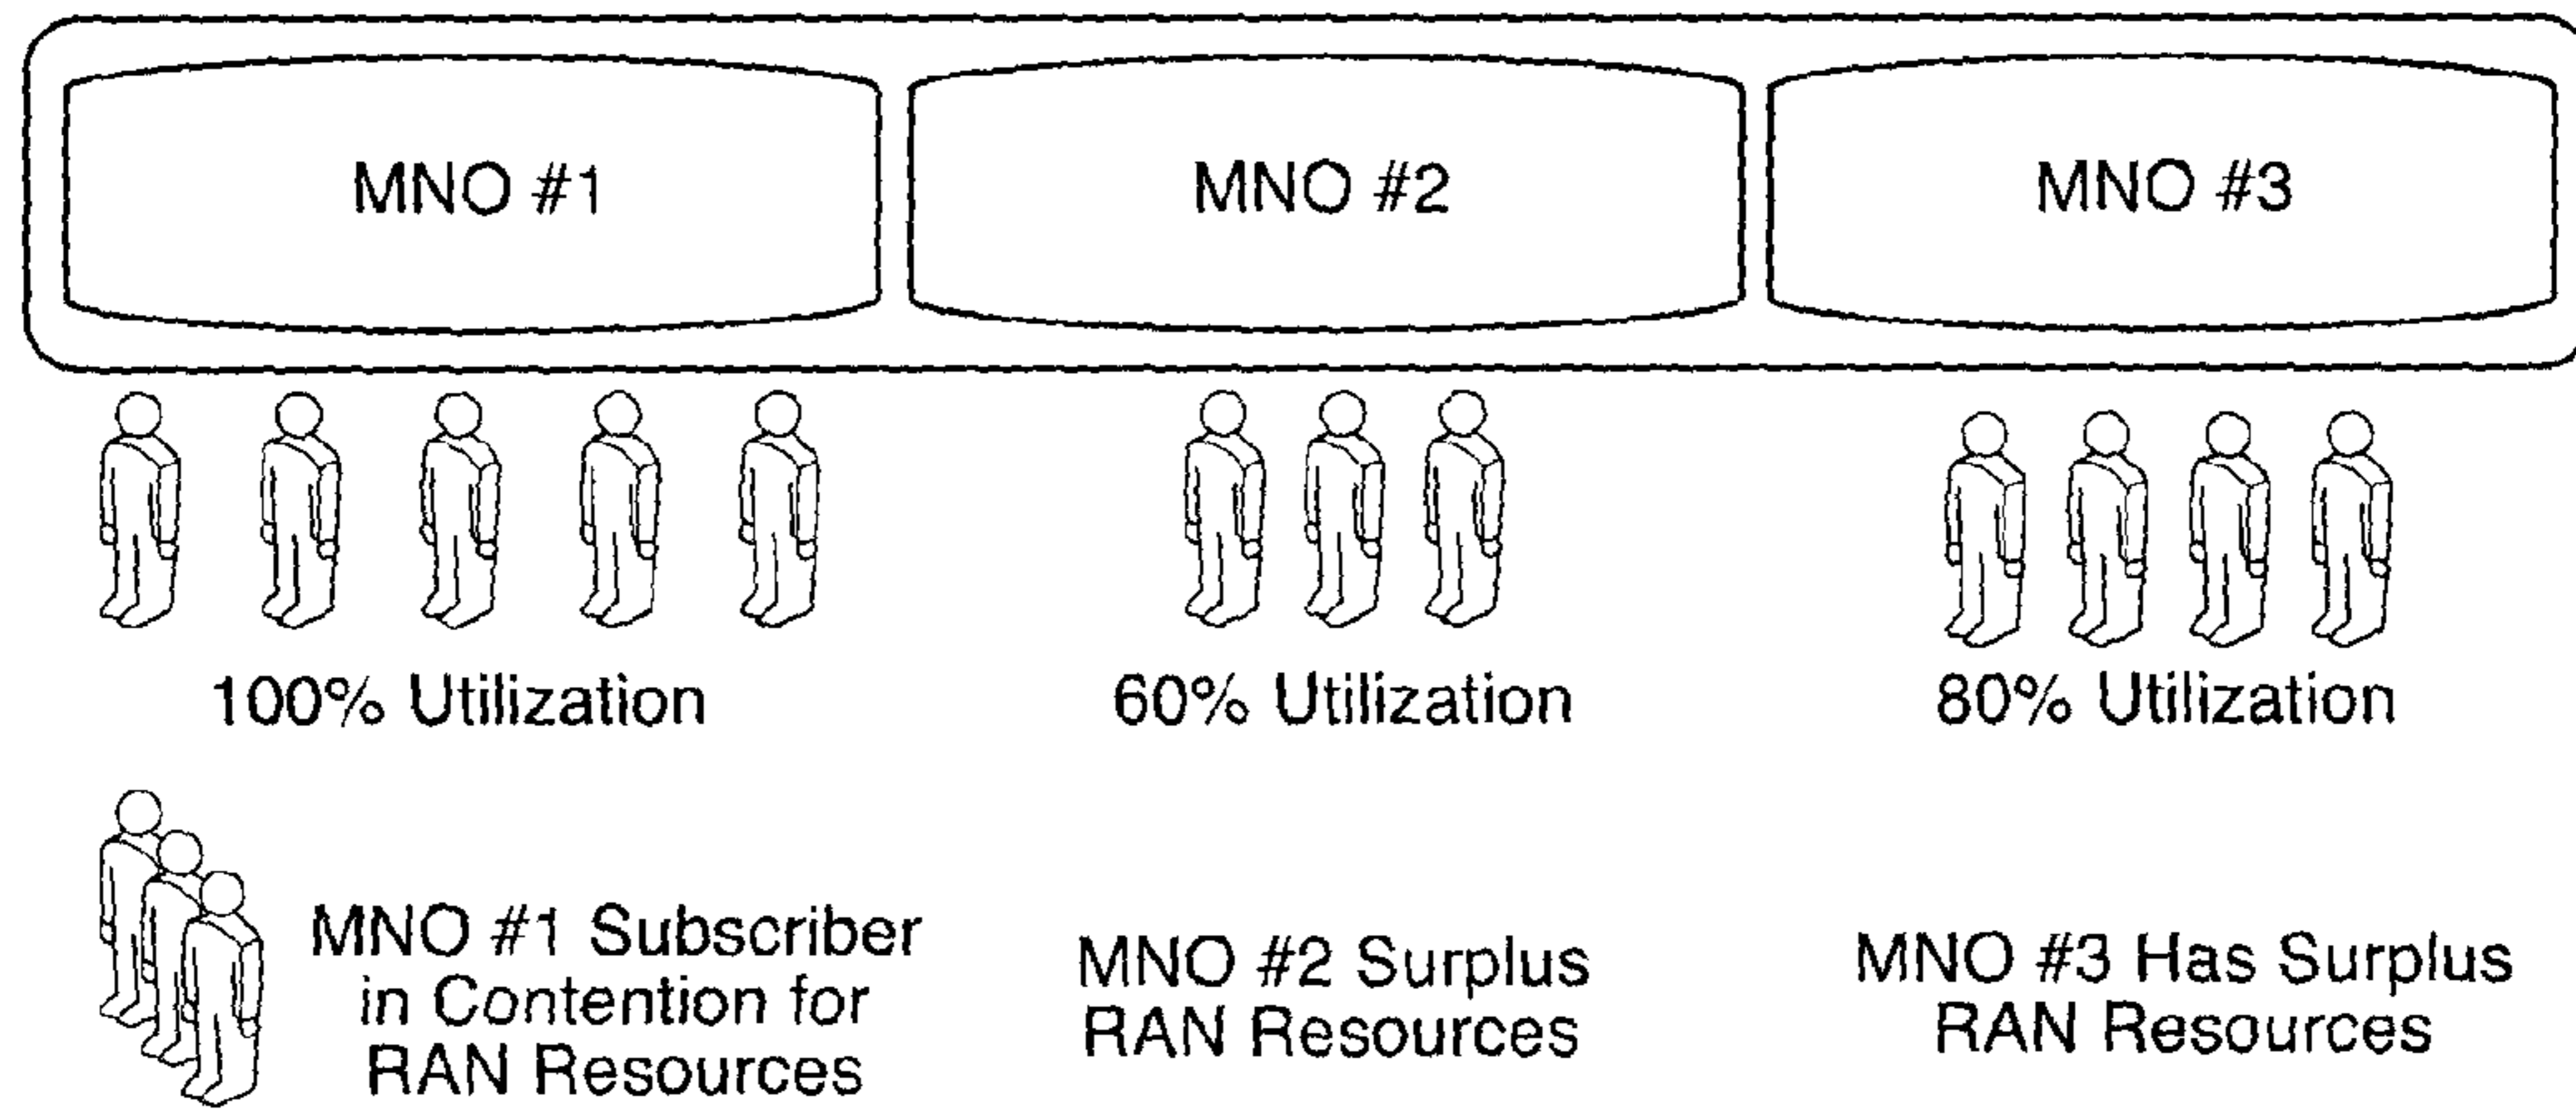 MNO #1
MNO #2
MNO #3
100% Utilization
60% Utilization
80% Utilization
MNO #1 Subscriber
in Contention for
RAN Resources
MNO #2 Surplus
RAN Resources
MNO #3 Has Surplus
RAN Resources